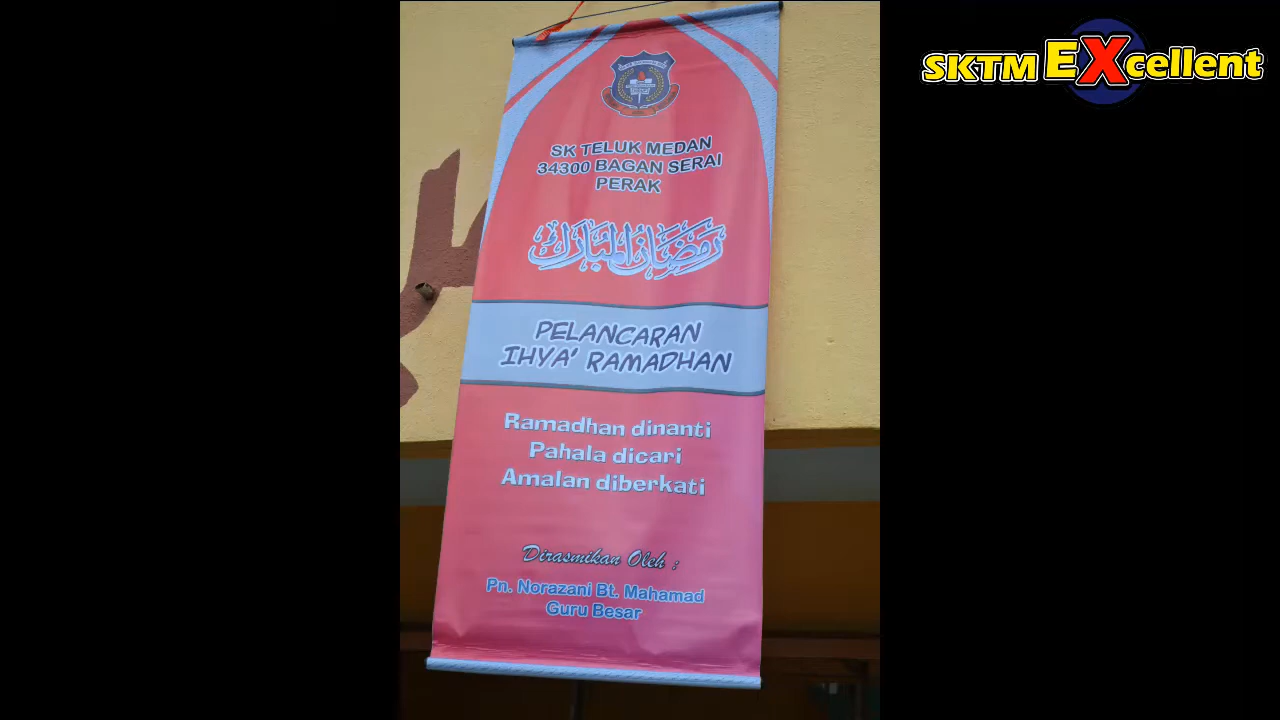 SKTM EXcellent
SK TELUK MEDAN
34300 BAGAN SERAI
PERAK
رمضان المبارك
PELANCARAN
IHYA' RAMADHAN
Ramadhan dinanti
Pahala dicari
Amalan diberkati
Dirasmikan Oleh :
Pn. Norazani Bt. Mahamad
Guru Besar